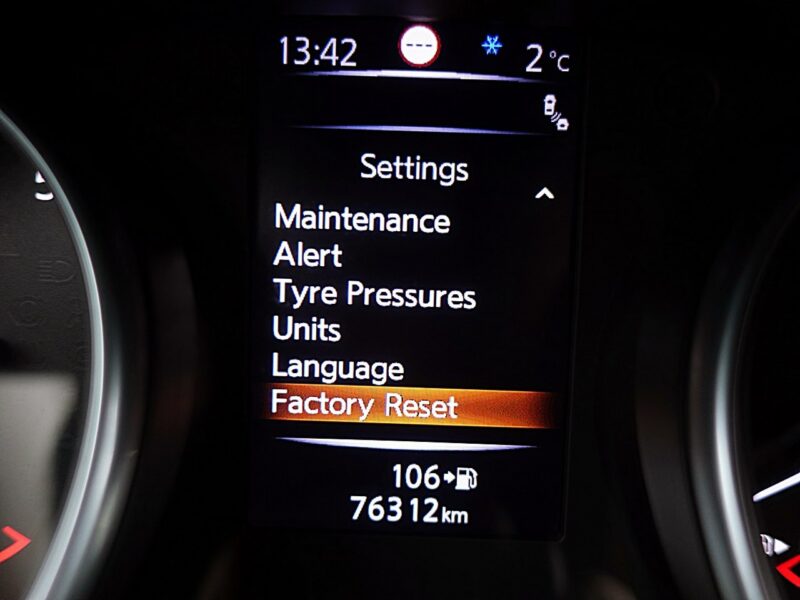 13:42 --- 2°C
Settings
Maintenance
Alert
Tyre Pressures
Units
Language
Factory Reset
106
76312km